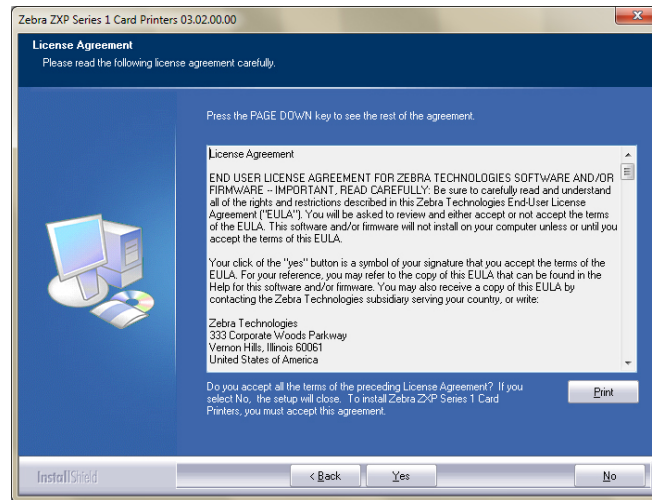 Zebra ZXP Series 1 Card Printers 03.02.00.00
License Agreement
Please read the following license agreement carefully.
Press the PAGE DOWN key to see the rest of the agreement.
License Agreement
END USER LICENSE AGREEMENT FOR ZEBRA TECHNOLOGIES SOFTWARE AND/OR
FIRMWARE -- IMPORTANT, READ CAREFULLY: Be sure to carefully read and understand
all of the rights and restrictions described in this Zebra Technologies End-User License
Agreement ("EULA"). You will be asked to review and either accept or not accept the terms
of the EULA. This software and/or firmware will not install on your computer unless or until you
accept the terms of this EULA.
Your click of the "yes" button is a symbol of your signature that you accept the terms of the
EULA. For your reference, you may refer to the copy of this EULA that can be found in the
Help for this software and/or firmware. You may also receive a copy of this EULA by
contacting the Zebra Technologies subsidiary serving your country, or write:
Zebra Technologies
333 Corporate Woods Parkway
Vernon Hills, Illinois 60061
United States of America
Do you accept all the terms of the preceding License Agreement? If you
select No, the setup will close. To install Zebra ZXP Series 1 Card
Printers, you must accept this agreement.
Print
InstallShield
< Back
Yes
No